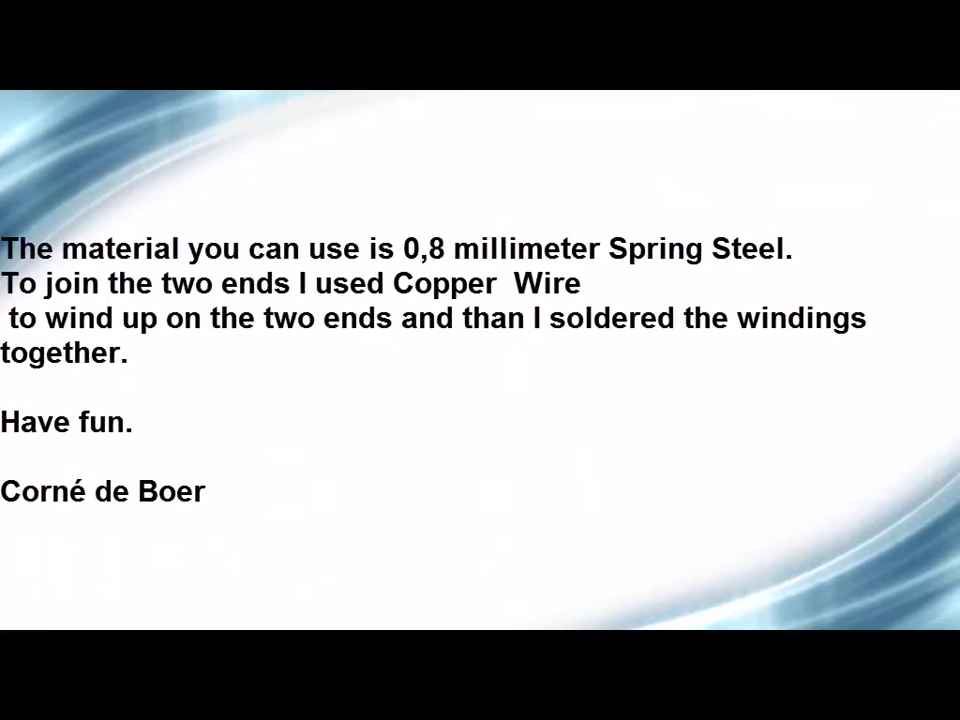 The material you can use is 0,8 millimeter Spring Steel.
To join the two ends I used Copper  Wire
 to wind up on the two ends and than I soldered the windings
together.

Have fun.

Corné de Boer